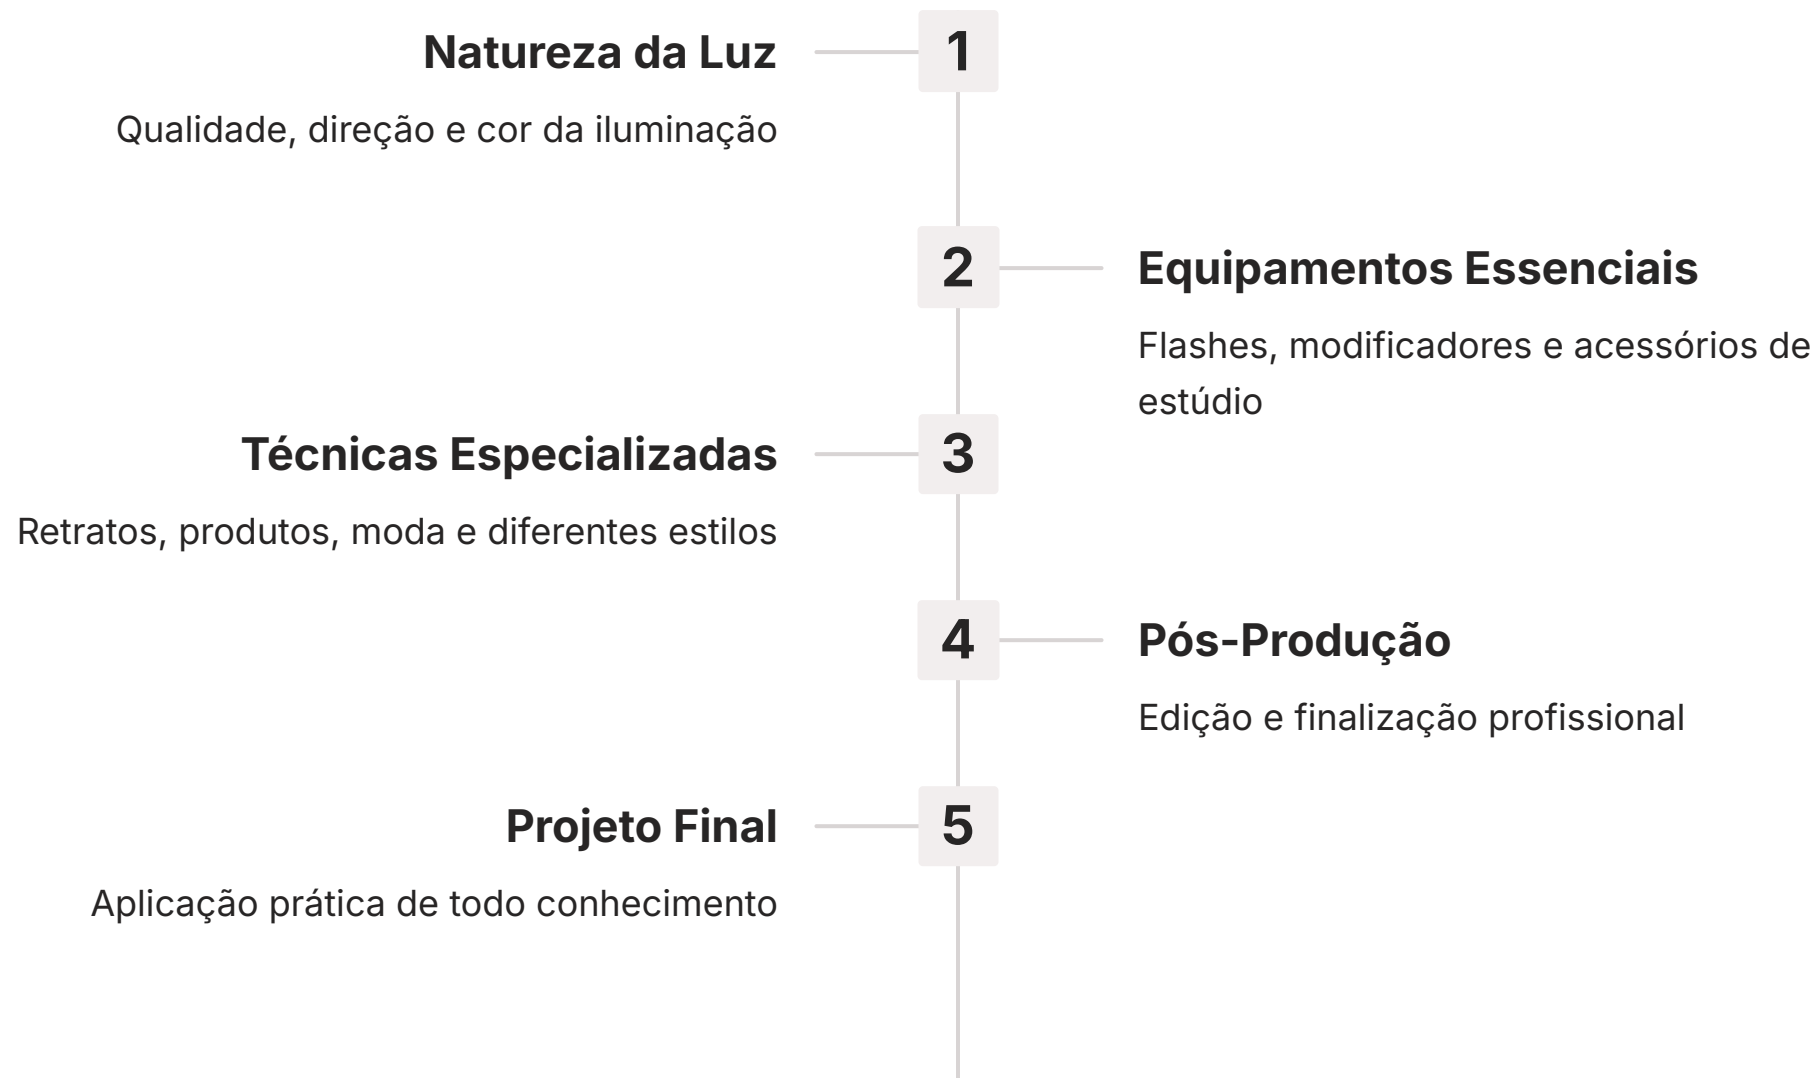 Natureza da Luz
1
Qualidade, direção e cor da iluminação
2
Equipamentos Essenciais
Flashes, modificadores e acessórios de
estúdio
Técnicas Especializadas
3
Retratos, produtos, moda e diferentes estilos
4
Pós-Produção
Edição e finalização profissional
Projeto Final
5
Aplicação prática de todo conhecimento